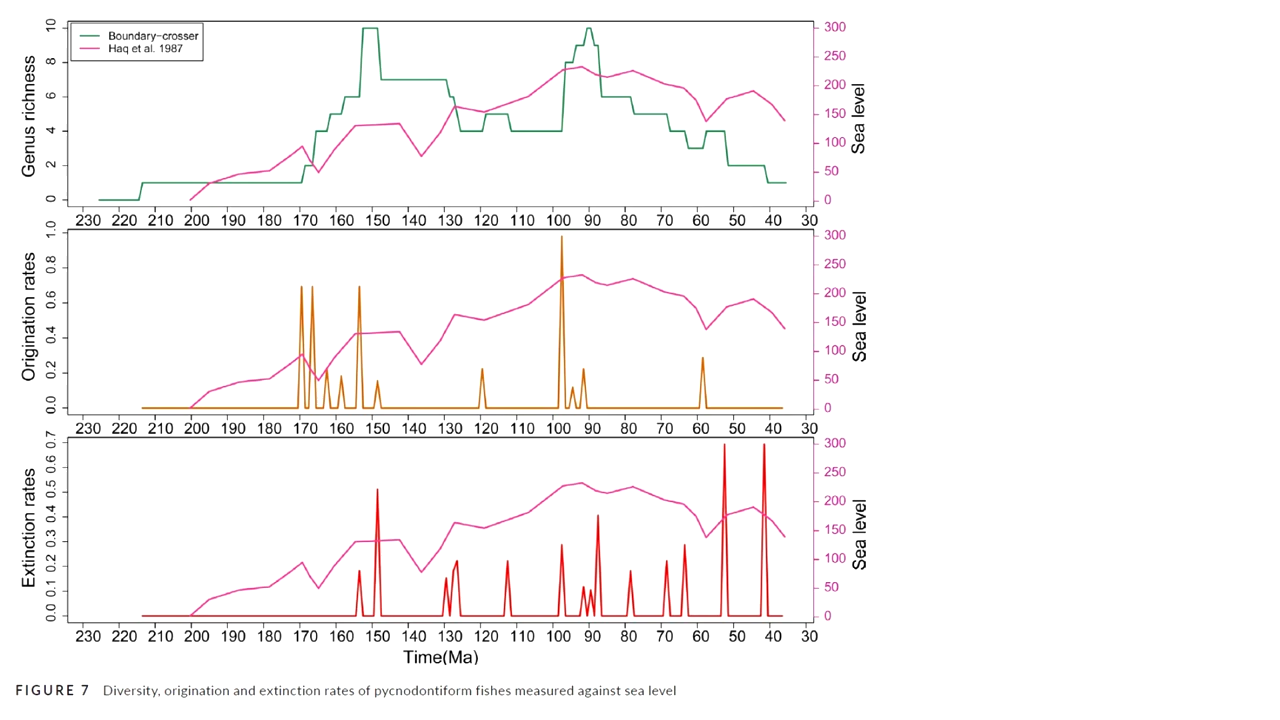 Boundary−crosser
Haq et al. 1987
Genus richness
0 2 4 6 8 10
Sea level
0 50 100 150 200 250 300
230 220 210 200 190 180 170 160 150 140 130 120 110 100 90 80 70 60 50 40 30
Origination rates
0.0 0.2 0.4 0.6 0.8 1.0
Sea level
0 50 100 150 200 250 300
230 220 210 200 190 180 170 160 150 140 130 120 110 100 90 80 70 60 50 40 30
Extinction rates
0.0 0.1 0.2 0.3 0.4 0.5 0.6 0.7
Sea level
0 50 100 150 200 250 300
230 220 210 200 190 180 170 160 150 140 130 120 110 100 90 80 70 60 50 40 30
Time(Ma)
FIGURE 7 Diversity, origination and extinction rates of pycnodontiform fishes measured against sea level